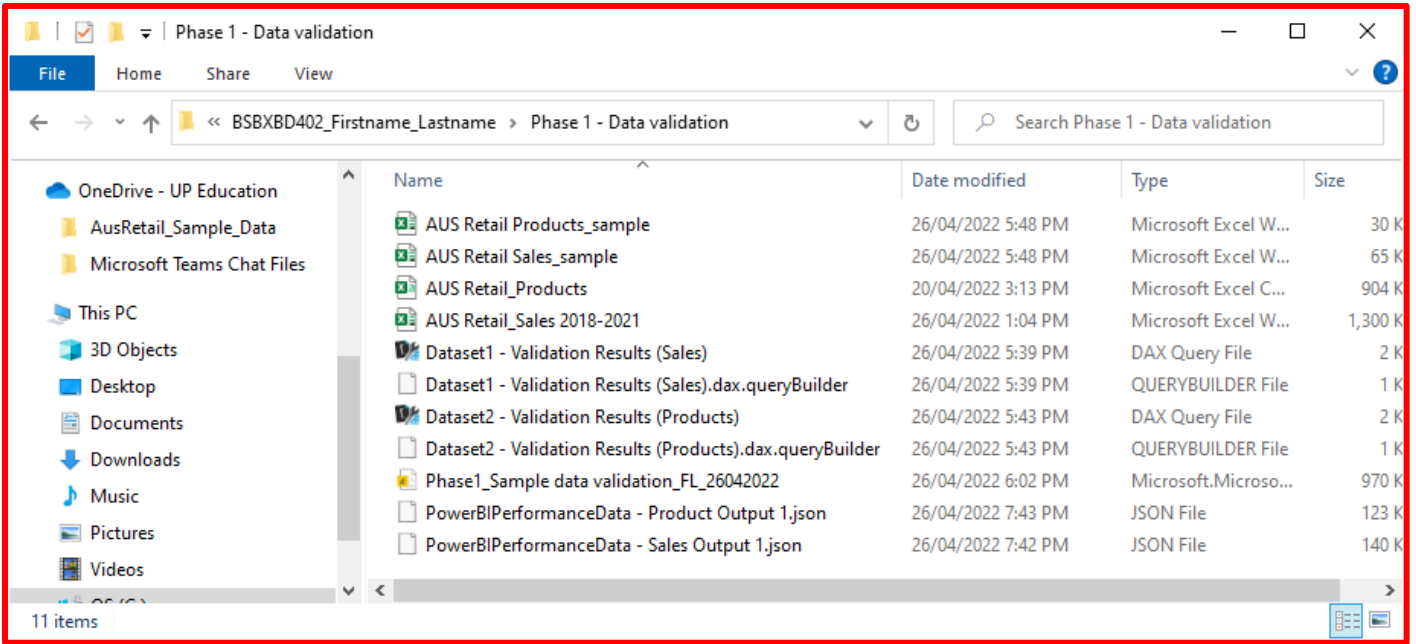 Phase 1 - Data validation
File Home Share View
« BSBXBD402_Firstname_Lastname > Phase 1 - Data validation Search Phase 1 - Data validation
OneDrive - UP Education
AusRetail_Sample_Data
Microsoft Teams Chat Files
This PC
3D Objects
Desktop
Documents
Downloads
Music
Pictures
Videos
Name Date modified Type Size
AUS Retail Products_sample 26/04/2022 5:48 PM Microsoft Excel W... 30 K
AUS Retail Sales_sample 26/04/2022 5:48 PM Microsoft Excel W... 65 K
AUS Retail_Products 20/04/2022 3:13 PM Microsoft Excel C... 904 K
AUS Retail_Sales 2018-2021 26/04/2022 1:04 PM Microsoft Excel W... 1,300 K
Dataset1 - Validation Results (Sales) 26/04/2022 5:39 PM DAX Query File 2 K
Dataset1 - Validation Results (Sales).dax.queryBuilder 26/04/2022 5:39 PM QUERYBUILDER File 1 K
Dataset2 - Validation Results (Products) 26/04/2022 5:43 PM DAX Query File 2 K
Dataset2 - Validation Results (Products).dax.queryBuilder 26/04/2022 5:43 PM QUERYBUILDER File 1 K
Phase1_Sample data validation_FL_26042022 26/04/2022 6:02 PM Microsoft.Microso... 970 K
PowerBIPerformanceData - Product Output 1.json 26/04/2022 7:43 PM JSON File 123 K
PowerBIPerformanceData - Sales Output 1.json 26/04/2022 7:42 PM JSON File 140 K
11 items